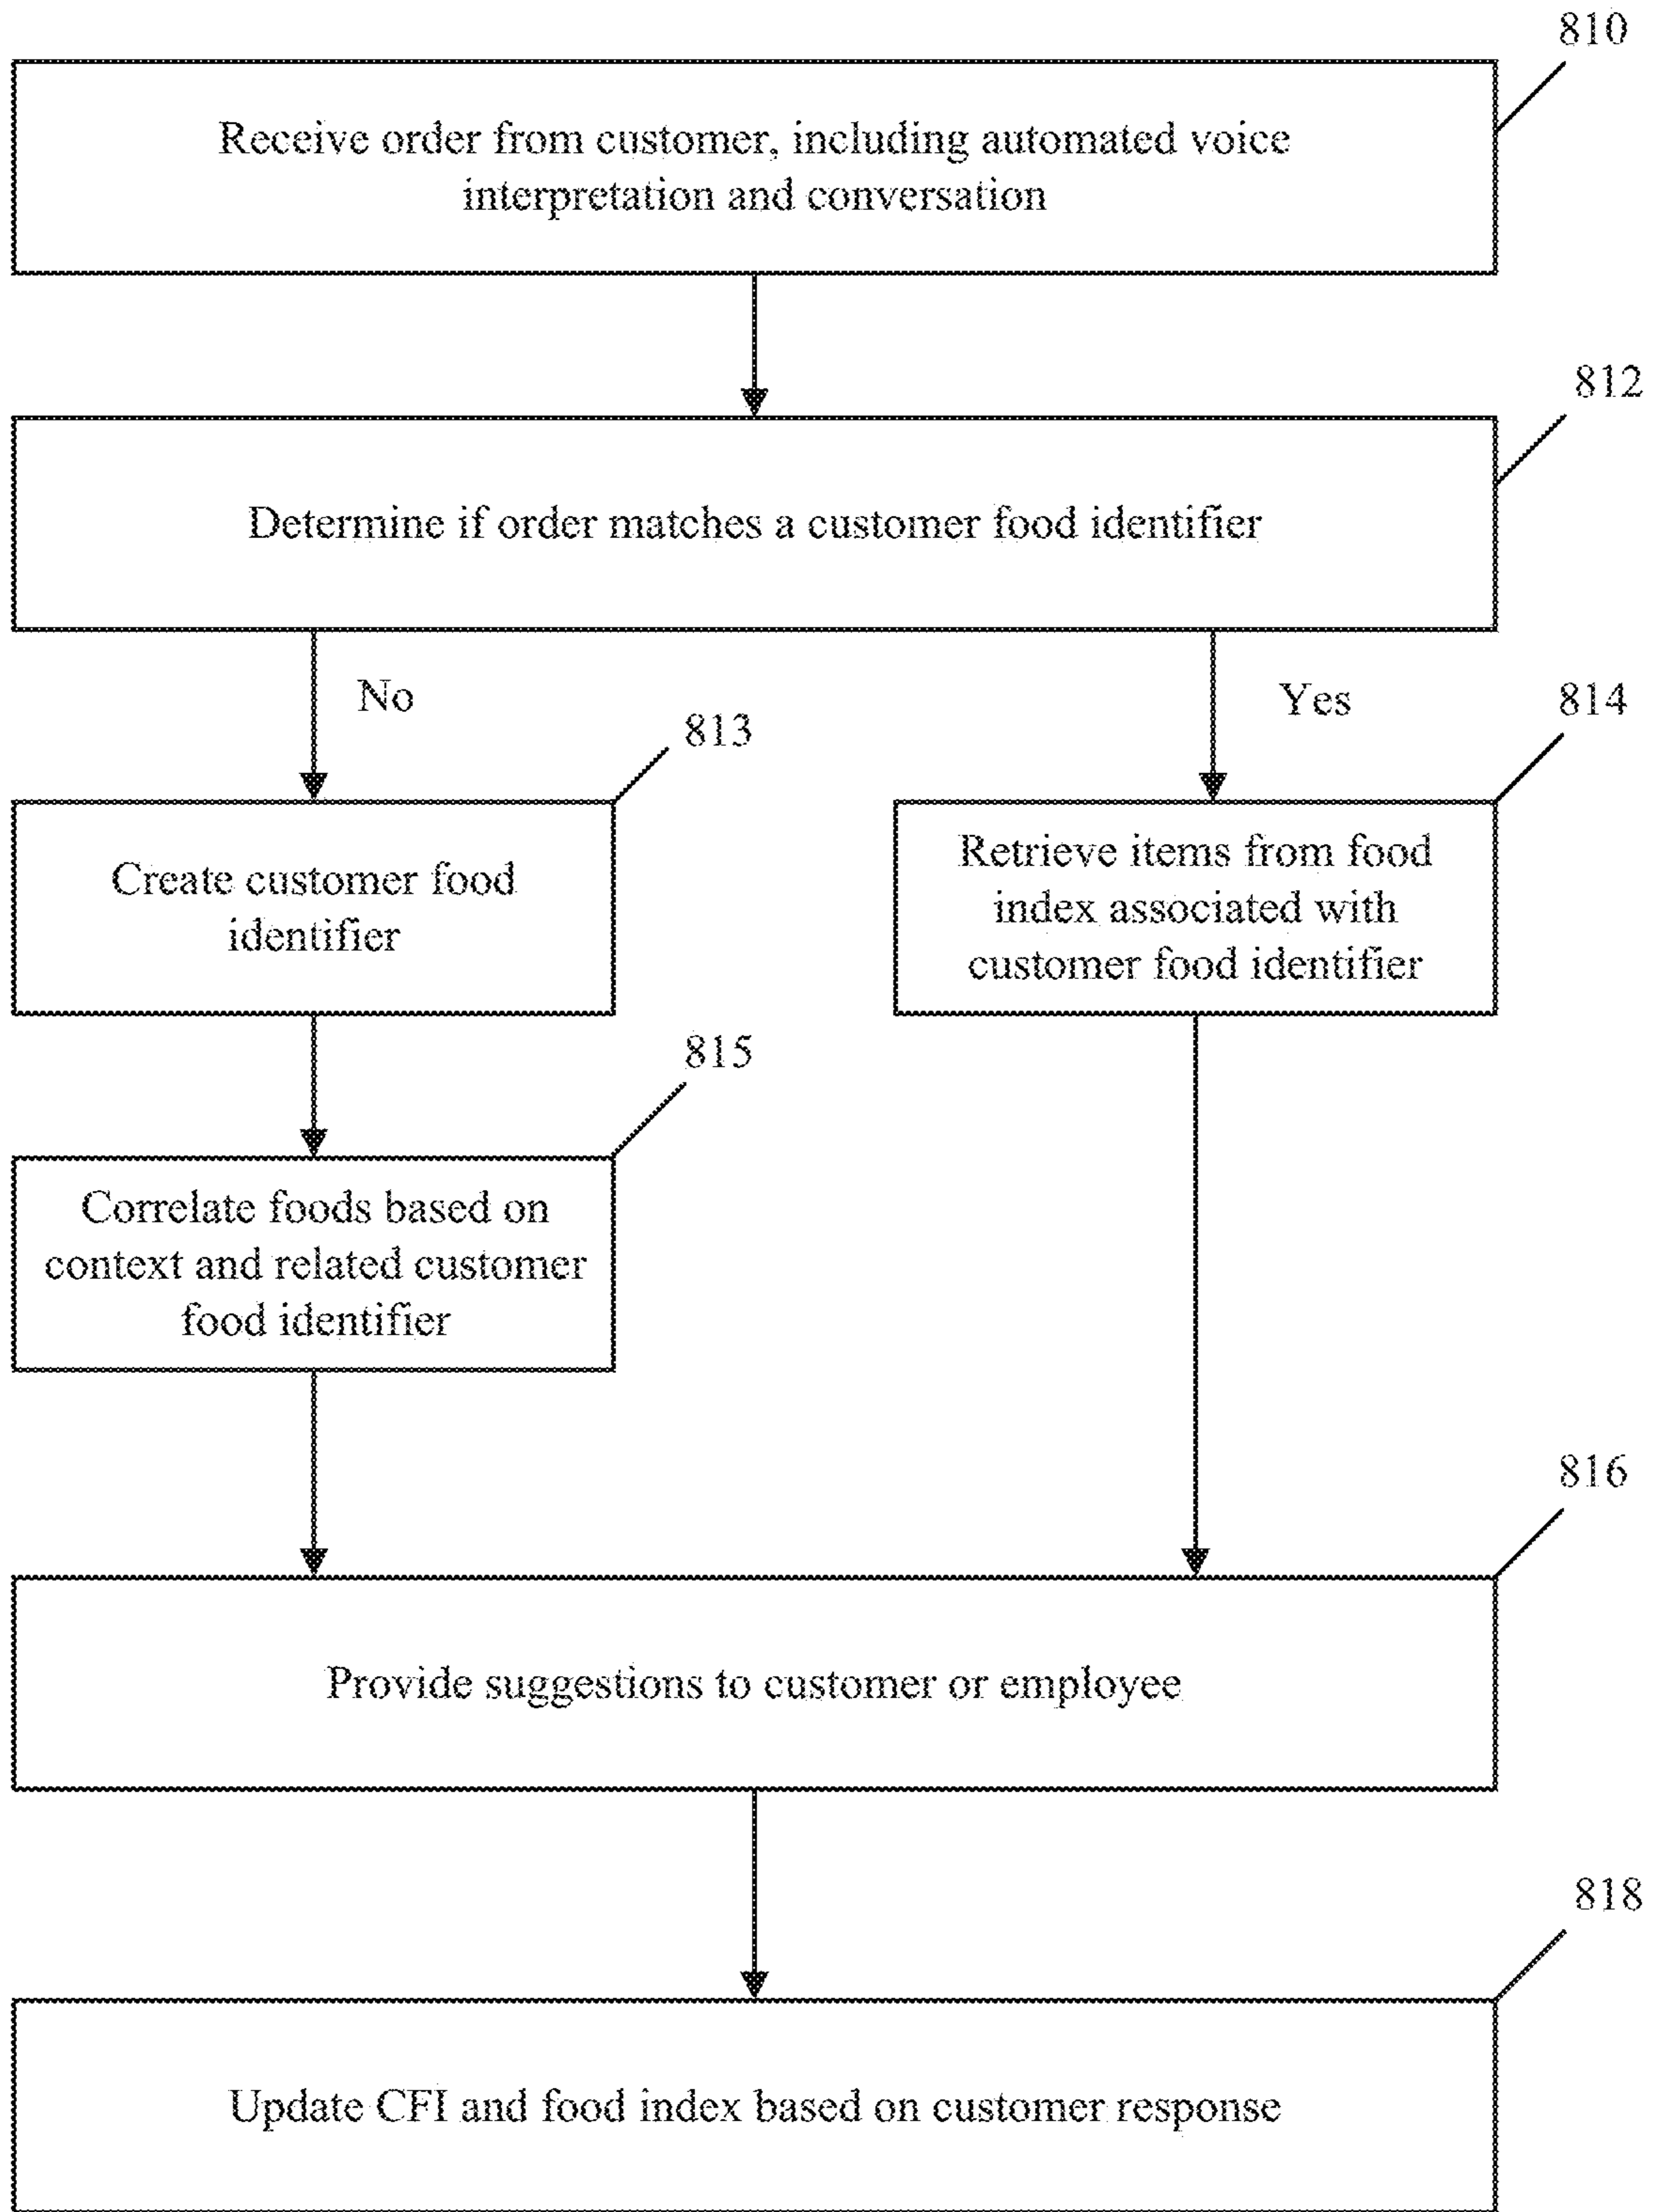 810
Receive order from customer, including automated voice
interpretation and conversation
812
Determine if order matches a customer food identifier
No
Yes
813
814
Create customer food
identifier
Retrieve items from food
index associated with
customer food identifier
815
Correlate foods based on
context and related customer
food identifier
816
Provide suggestions to customer or employee
818
Update CFI and food index based on customer response